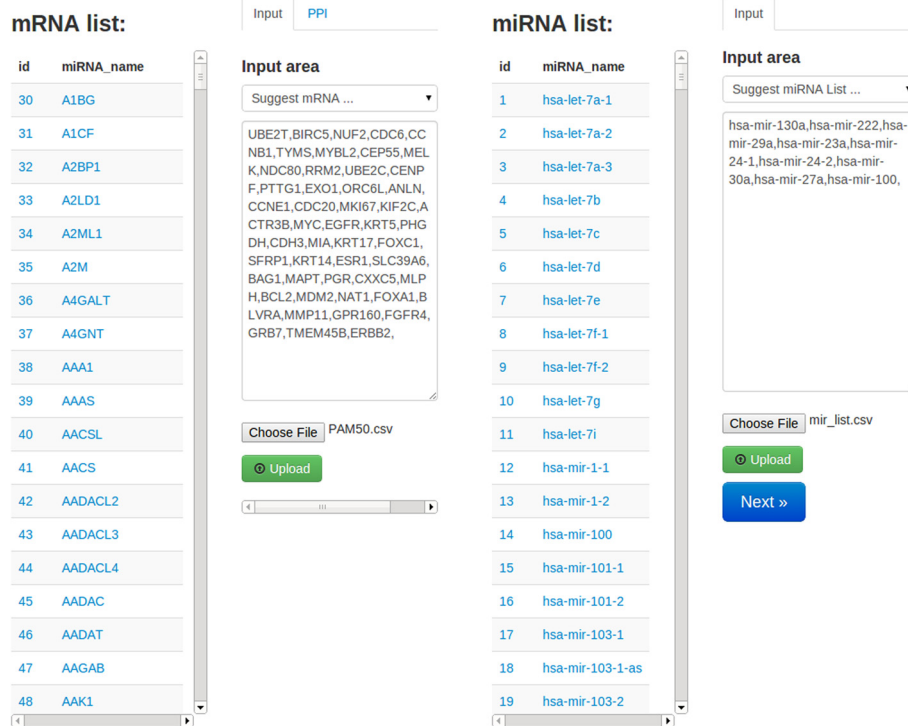 mRNA list:
id miRNA_name
30 A1BG
31 A1CF
32 A2BP1
33 A2LD1
34 A2ML1
35 A2M
36 A4GALT
37 A4GNT
38 AAA1
39 AAAS
40 AACSL
41 AACS
42 AADACL2
43 AADACL3
44 AADACL4
45 AADAC
46 AADAT
47 AAGAB
48 AAK1
Input PPI
Input area
Suggest mRNA ...
UBE2T,BIRC5,NUF2,CDC6,CC
NB1,TYMS,MYBL2,CEP55,MEL
K,NDC80,RRM2,UBE2C,CENP
F,PTTG1,EXO1,ORC6L,ANLN,
CCNE1,CDC20,MKI67,KIF2C,A
CTR3B,MYC,EGFR,KRT5,PHG
DH,CDH3,MIA,KRT17,FOXC1,
SFRP1,KRT14,ESR1,SLC39A6,
BAG1,MAPT,PGR,CXXC5,MLP
H,BCL2,MDM2,NAT1,FOXA1,B
LVRA,MMP11,GPR160,FGFR4,
GRB7,TMEM45B,ERBB2,
Choose File PAM50.csv
Upload
miRNA list:
id miRNA_name
1 hsa-let-7a-1
2 hsa-let-7a-2
3 hsa-let-7a-3
4 hsa-let-7b
5 hsa-let-7c
6 hsa-let-7d
7 hsa-let-7e
8 hsa-let-7f-1
9 hsa-let-7f-2
10 hsa-let-7g
11 hsa-let-7i
12 hsa-mir-1-1
13 hsa-mir-1-2
14 hsa-mir-100
15 hsa-mir-101-1
16 hsa-mir-101-2
17 hsa-mir-103-1
18 hsa-mir-103-1-as
19 hsa-mir-103-2
Input
Input area
Suggest miRNA List ...
hsa-mir-130a,hsa-mir-222,hsa-
mir-29a,hsa-mir-23a,hsa-mir-
24-1,hsa-mir-24-2,hsa-mir-
30a,hsa-mir-27a,hsa-mir-100,
Choose File mir_list.csv
Upload
Next »